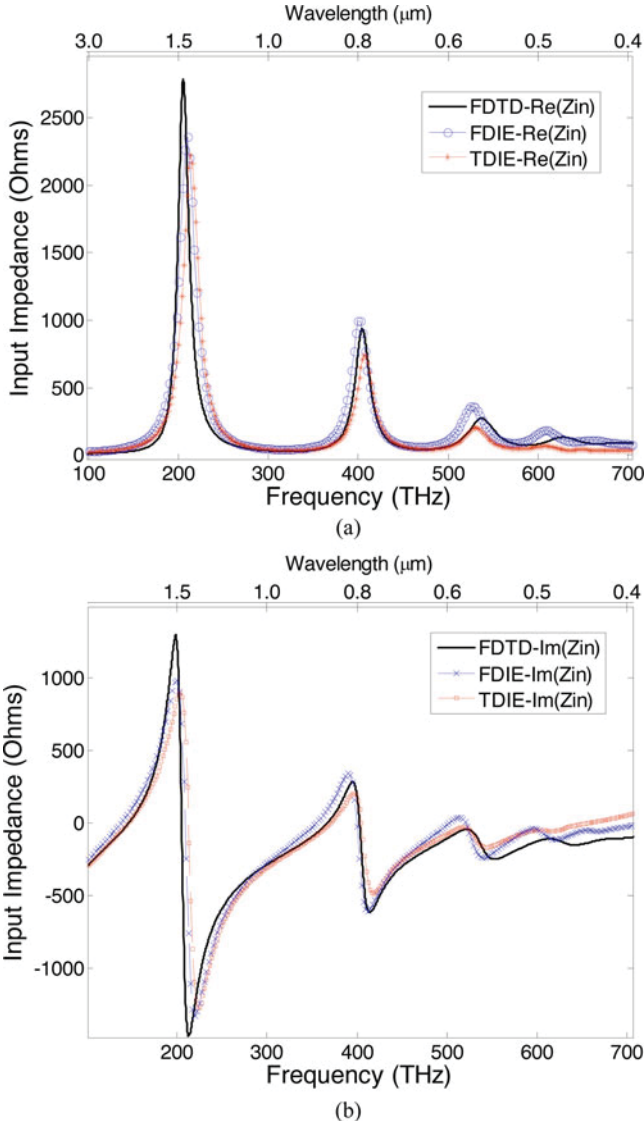 Wavelength (μm)
3.0 1.5 1.0 0.8 0.6 0.5 0.4
Input Impedance (Ohms)
2500
2000
1500
1000
500
0
FDTD-Re(Zin)
FDIE-Re(Zin)
TDIE-Re(Zin)
100 200 300 400 500 600 700
Frequency (THz)
(a)
Wavelength (μm)
1.5 1.0 0.8 0.6 0.5 0.4
Input Impedance (Ohms)
1000
500
0
-500
-1000
FDTD-Im(Zin)
FDIE-Im(Zin)
TDIE-Im(Zin)
200 300 400 500 600 700
Frequency (THz)
(b)